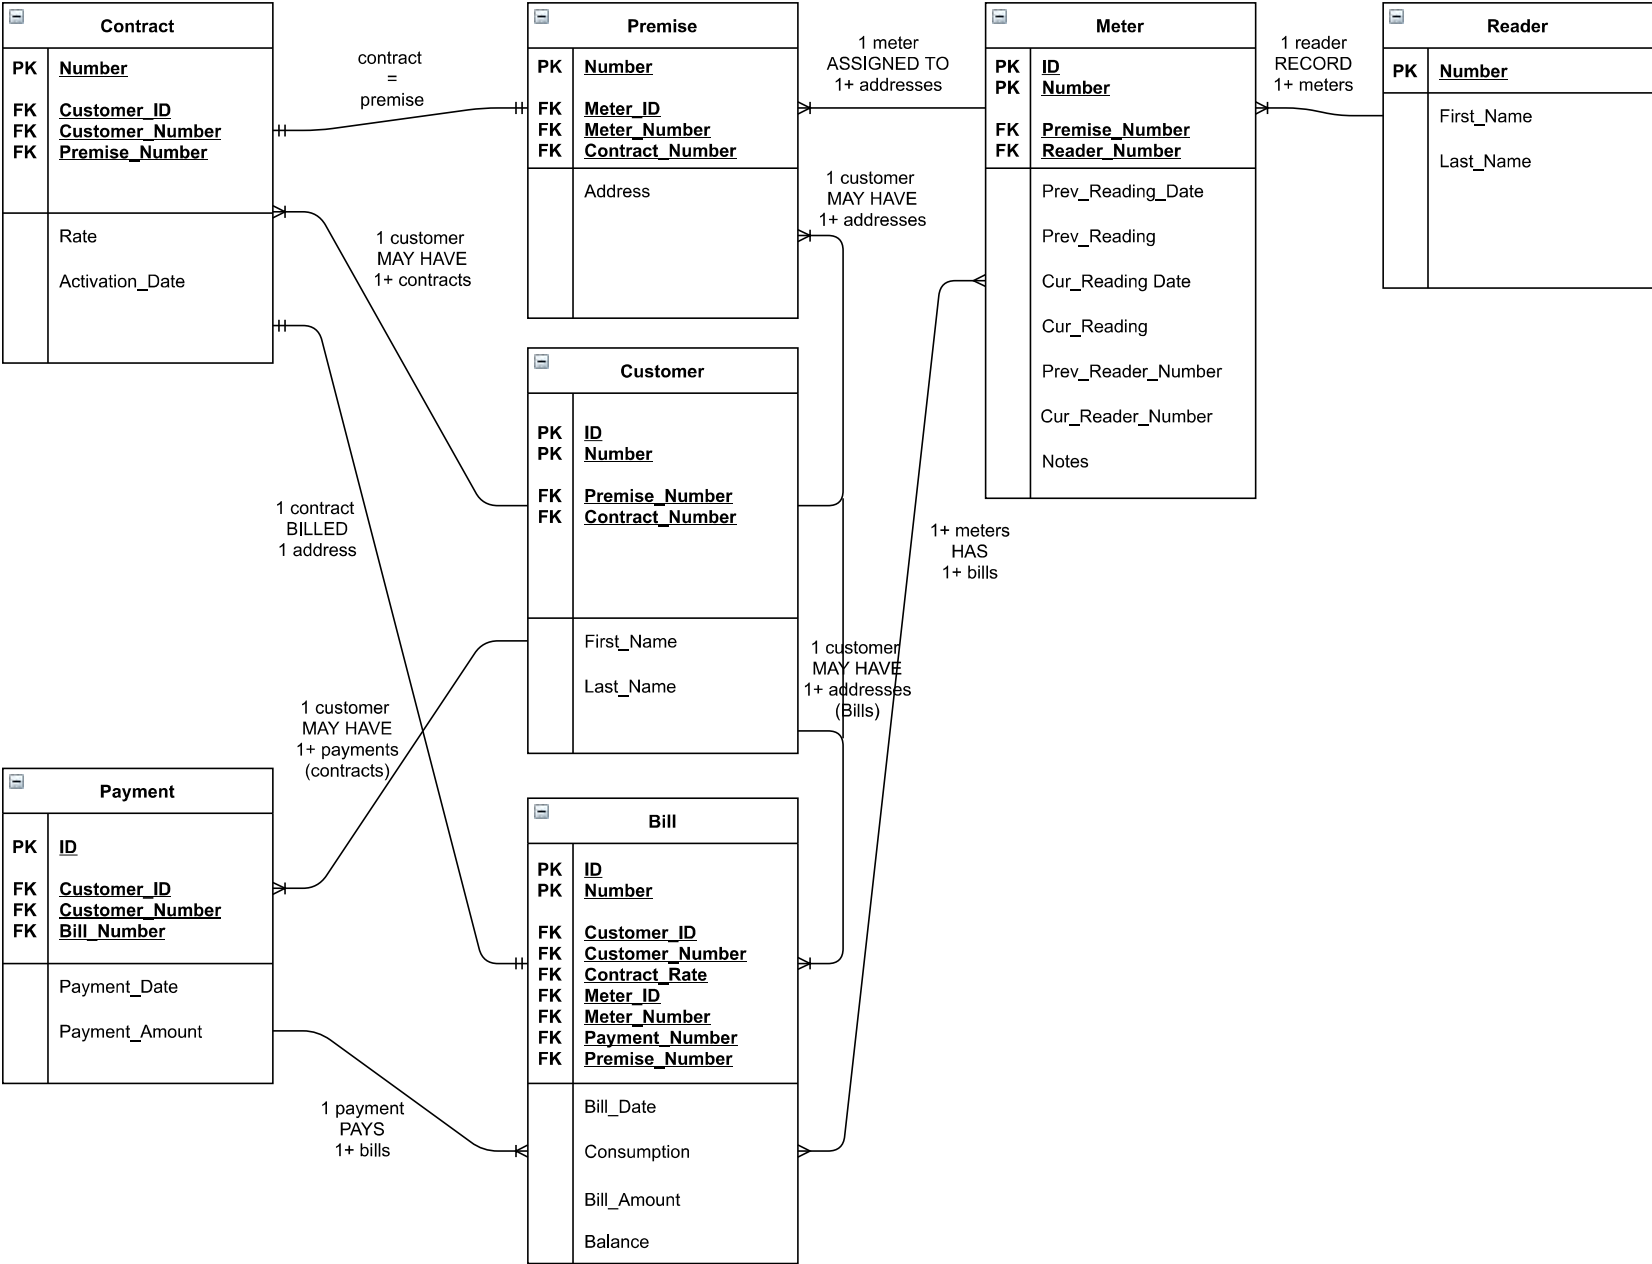 Contract
PK Number
FK Customer_ID
FK Customer_Number
FK Premise_Number
Rate
Activation_Date
contract
=
premise
Premise
PK Number
FK Meter_ID
FK Meter_Number
FK Contract_Number
Address
1 meter
ASSIGNED TO
1+ addresses
Meter
PK ID
PK Number
FK Premise_Number
FK Reader_Number
Prev_Reading_Date
Prev_Reading
Cur_Reading Date
Cur_Reading
Prev_Reader_Number
Cur_Reader_Number
Notes
1 reader
RECORD
1+ meters
Reader
PK Number
First_Name
Last_Name
1 customer
MAY HAVE
1+ addresses
1 customer
MAY HAVE
1+ contracts
Customer
PK ID
PK Number
FK Premise_Number
FK Contract_Number
First_Name
Last_Name
1 contract
BILLED
1 address
1+ meters
HAS
1+ bills
1 customer
MAY HAVE
1+ addresses
(Bills)
1 customer
MAY HAVE
1+ payments
(contracts)
Payment
PK ID
FK Customer_ID
FK Customer_Number
FK Bill_Number
Payment_Date
Payment_Amount
Bill
PK ID
PK Number
FK Customer_ID
FK Customer_Number
FK Contract_Rate
FK Meter_ID
FK Meter_Number
FK Payment_Number
FK Premise_Number
Bill_Date
Consumption
Bill_Amount
Balance
1 payment
PAYS
1+ bills